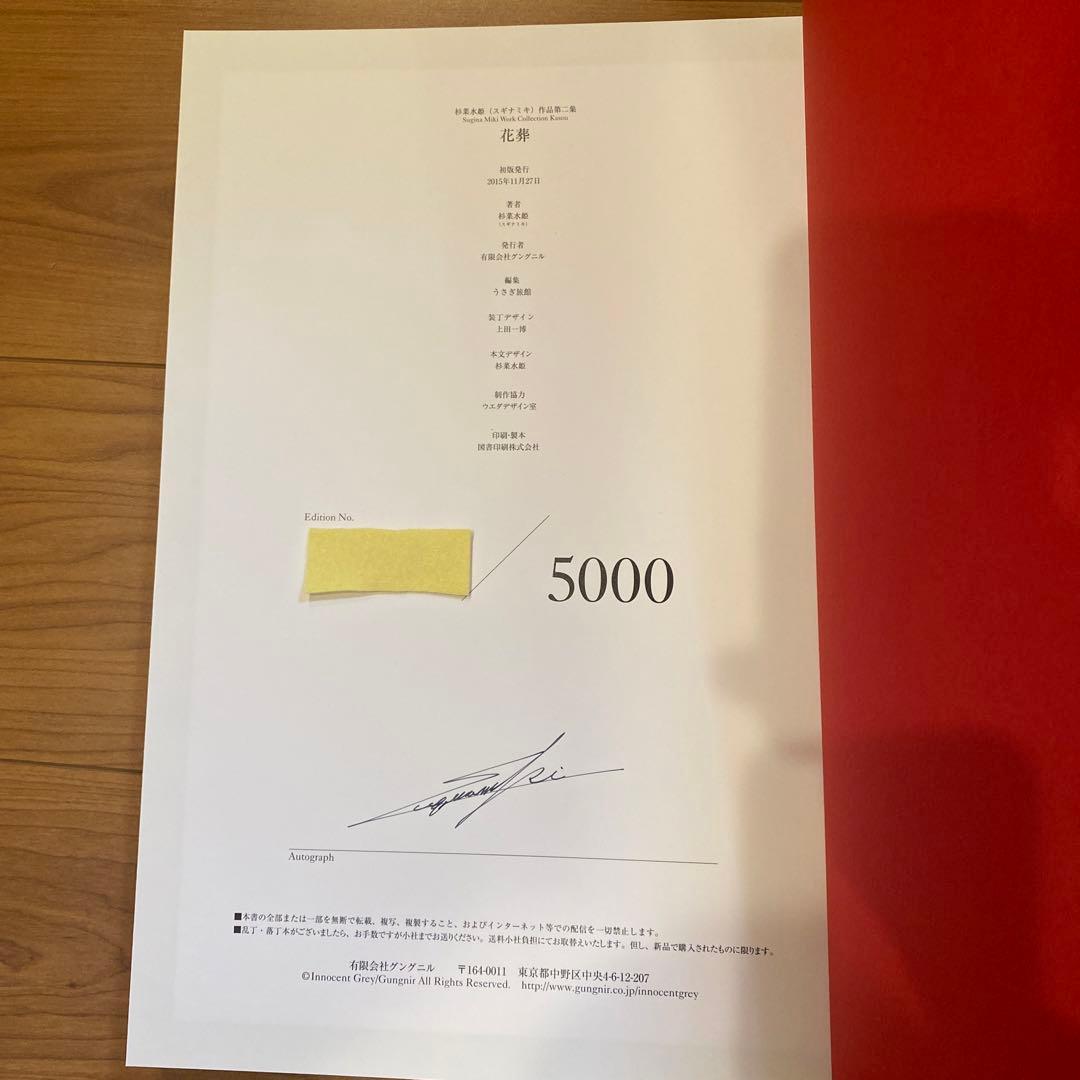 杉菜水姫（スギナミキ）作品第二集
Sugina Miki Work Collection Kasou
花葬
初版発行
2015年11月27日
著者
杉菜水姫
（スギナミキ）
発行者
有限会社グングニル
編集
うさぎ旅館
装丁デザイン
上田一博
本文デザイン
杉菜水姫
制作協力
ウエダデザイン室
印刷・製本
図書印刷株式会社
Edition No.
5000
Autograph
■本書の全部または一部を無断で転載、複写、複製すること、およびインターネット等での配信を一切禁止します。
■乱丁・落丁本がございましたら、お手数ですが小社までお送りください。送料小社負担にてお取替えいたします。但し、新品で購入されたものに限ります。
有限会社グングニル　〒164-0011　東京都中野区中央4-6-12-207
©Innocent Grey/Gungnir All Rights Reserved.　http://www.gungnir.co.jp/innocentgrey